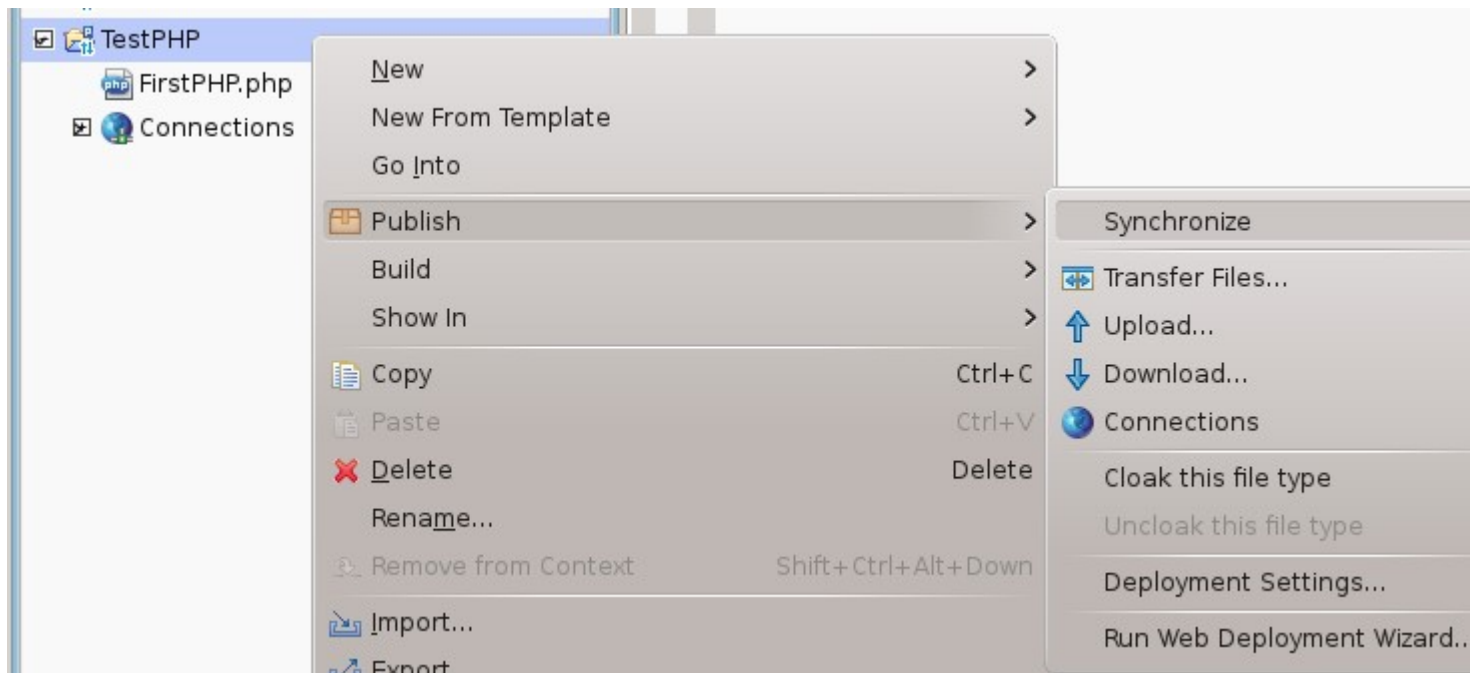 TestPHP
FirstPHP.php
Connections
New
New From Template
Go Into
Publish
Build
Show In
Copy Ctrl+C
Paste Ctrl+V
Delete Delete
Rename...
Remove from Context Shift+Ctrl+Alt+Down
Import...
Export
Synchronize
Transfer Files...
Upload...
Download...
Connections
Cloak this file type
Uncloak this file type
Deployment Settings...
Run Web Deployment Wizard..